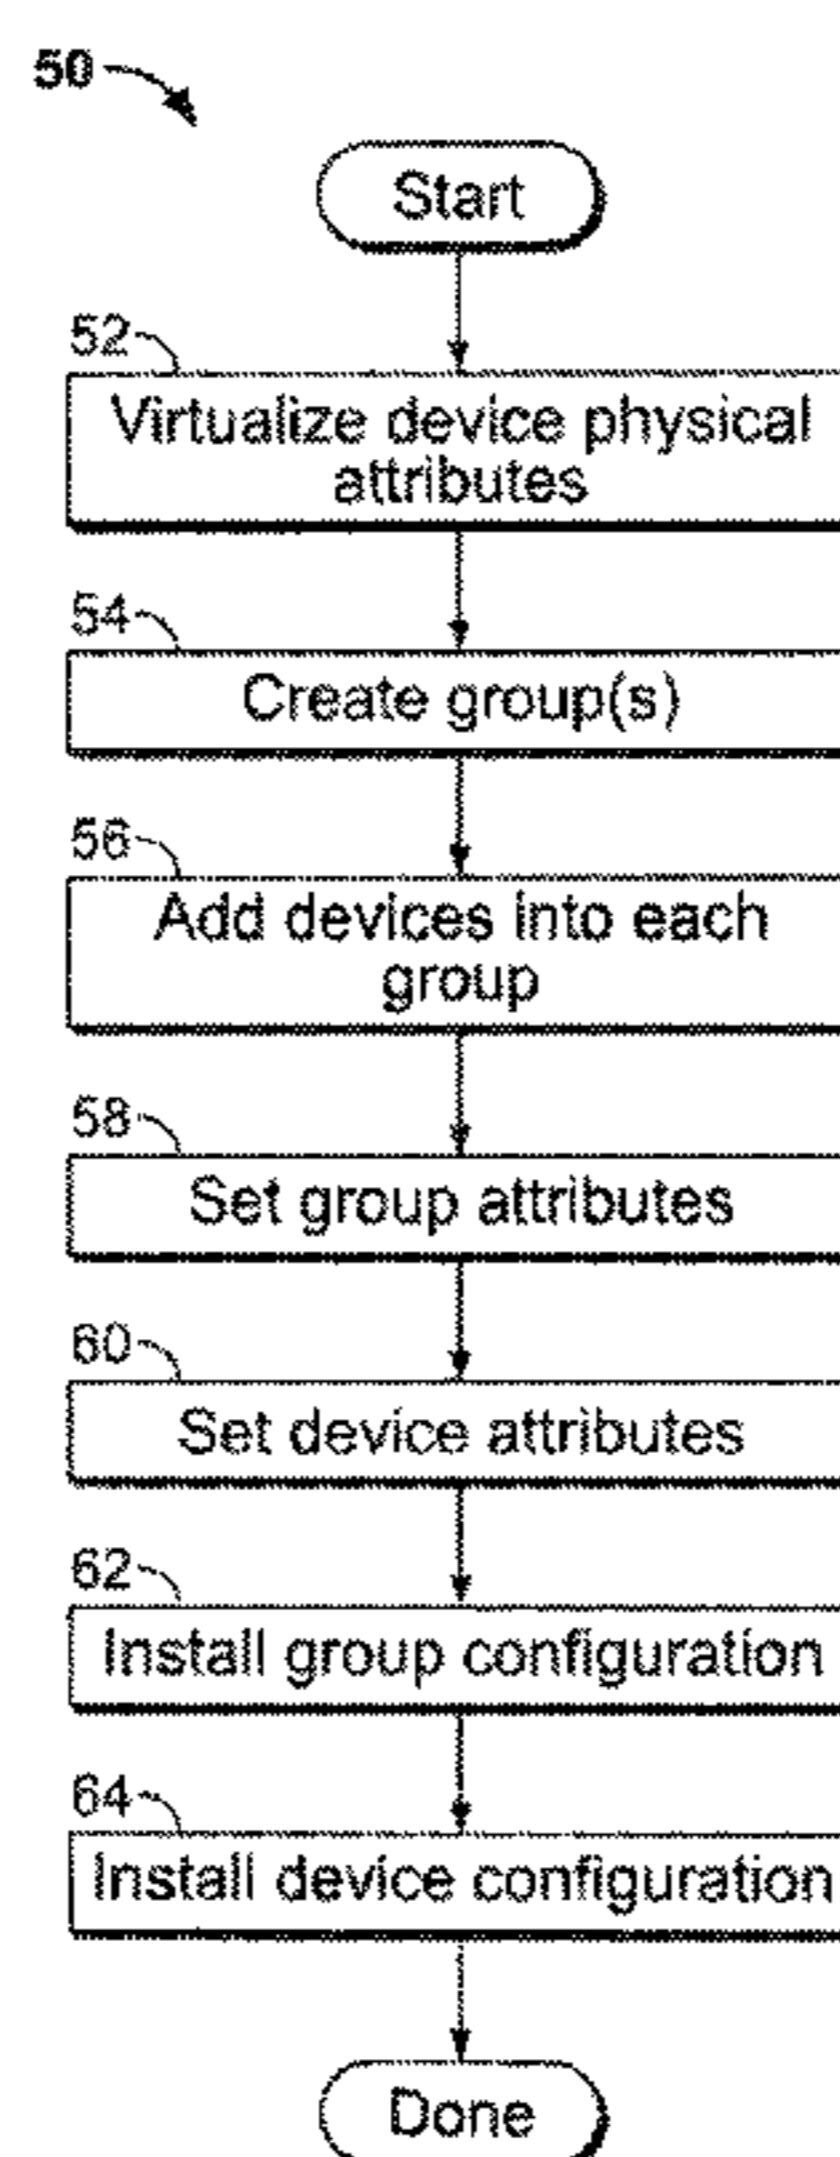 50
Start
52
Virtualize device physical
attributes
54
Create group(s)
56
Add devices into each
group
58
Set group attributes
60
Set device attributes
62
Install group configuration
64
Install device configuration
Done